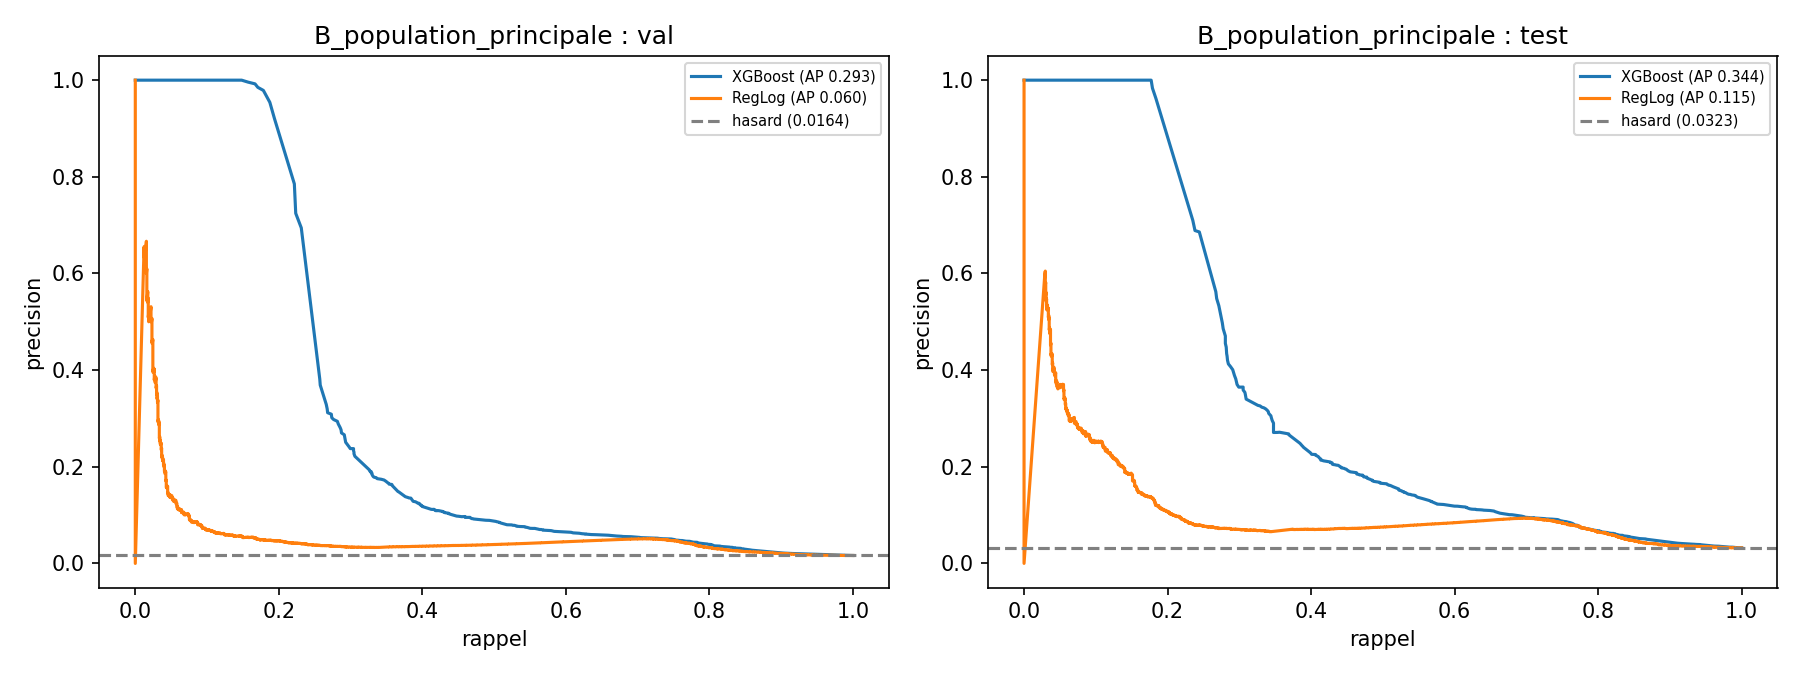 B_population_principale : val
XGBoost (AP 0.293)
RegLog (AP 0.060)
hasard (0.0164)
precision
1.0
0.8
0.6
0.4
0.2
0.0
0.0 0.2 0.4 0.6 0.8 1.0
rappel
B_population_principale : test
XGBoost (AP 0.344)
RegLog (AP 0.115)
hasard (0.0323)
precision
1.0
0.8
0.6
0.4
0.2
0.0
0.0 0.2 0.4 0.6 0.8 1.0
rappel